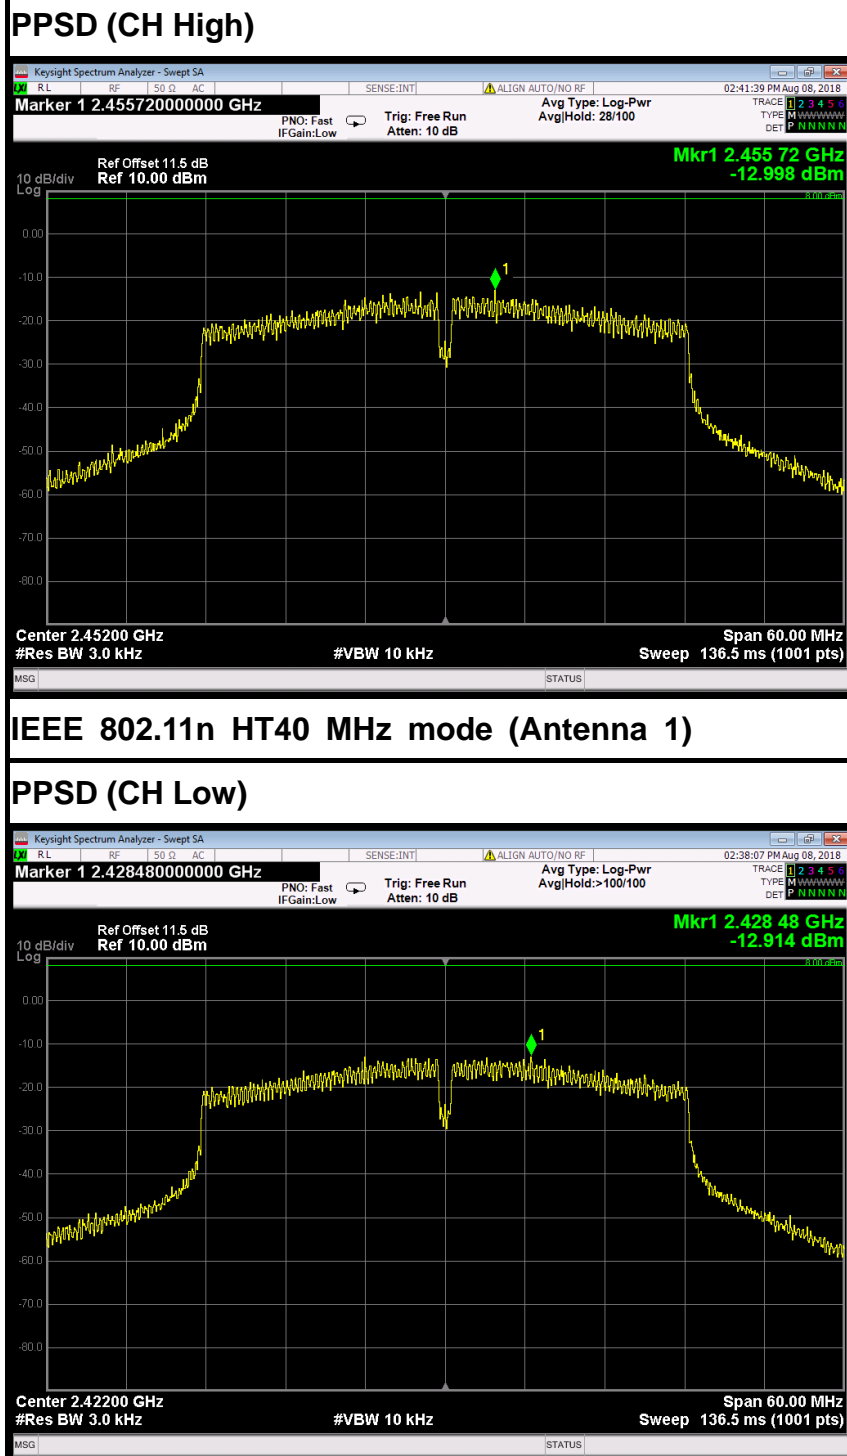 PPSD (CH High)
Keysight Spectrum Analyzer - Swept SA
LXI RL RF 50 Ω AC SENSE:INT ALIGN AUTO/NO RF 02:41:39 PM Aug 08, 2018
Marker 1 2.455720000000 GHz Avg Type: Log-Pwr TRACE 1 2 3 4 5 6
PNO: Fast Trig: Free Run Avg|Hold: 28/100 TYPE M WWWWW
IFGain:Low Atten: 10 dB DET P N N N N N
Mkr1 2.455 72 GHz
Ref Offset 11.5 dB
10 dB/div Ref 10.00 dBm -12.998 dBm
Log
8.00 dBm
0.00
1
-10.0
-20.0
-30.0
-40.0
-50.0
-60.0
-70.0
-80.0
Center 2.45200 GHz Span 60.00 MHz
#Res BW 3.0 kHz #VBW 10 kHz Sweep 136.5 ms (1001 pts)
MSG STATUS
IEEE 802.11n HT40 MHz mode (Antenna 1)
PPSD (CH Low)
Keysight Spectrum Analyzer - Swept SA
LXI RL RF 50 Ω AC SENSE:INT ALIGN AUTO/NO RF 02:38:07 PM Aug 08, 2018
Marker 1 2.428480000000 GHz Avg Type: Log-Pwr TRACE 1 2 3 4 5 6
PNO: Fast Trig: Free Run Avg|Hold:>100/100 TYPE M WWWWW
IFGain:Low Atten: 10 dB DET P N N N N N
Mkr1 2.428 48 GHz
Ref Offset 11.5 dB
10 dB/div Ref 10.00 dBm -12.914 dBm
Log
8.00 dBm
0.00
1
-10.0
-20.0
-30.0
-40.0
-50.0
-60.0
-70.0
-80.0
Center 2.42200 GHz Span 60.00 MHz
#Res BW 3.0 kHz #VBW 10 kHz Sweep 136.5 ms (1001 pts)
MSG STATUS